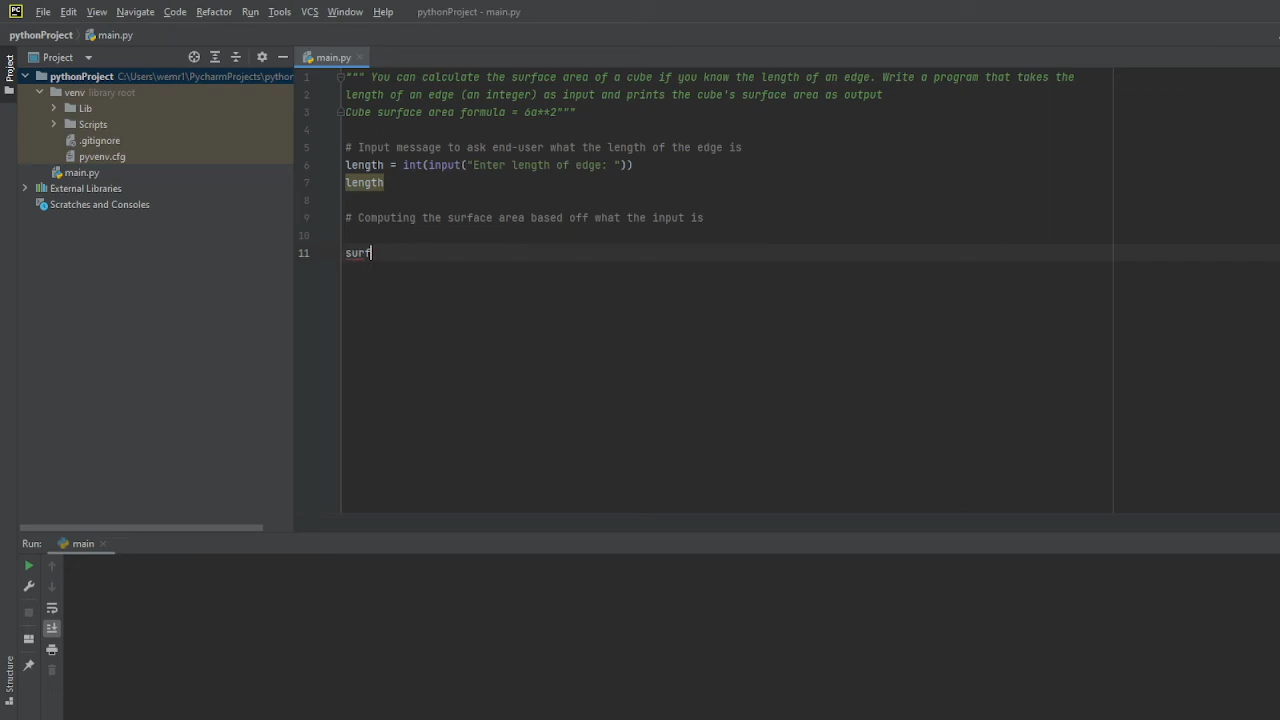 PC File Edit View Navigate Code Refactor Run Tools VCS Window Help pythonProject - main.py
pythonProject main.py
Project
Project
pythonProject C:\Users\wemr1\PycharmProjects\python
venv library root
Lib
Scripts
.gitignore
pyvenv.cfg
main.py
External Libraries
Scratches and Consoles
main.py
1 """ You can calculate the surface area of a cube if you know the length of an edge. Write a program that takes the
2 length of an edge (an integer) as input and prints the cube's surface area as output
3 Cube surface area formula = 6a**2"""
4
5 # Input message to ask end-user what the length of the edge is
6 length = int(input("Enter length of edge: "))
7 length
8
9 # Computing the surface area based off what the input is
10
11 surf
Run: main
Structure